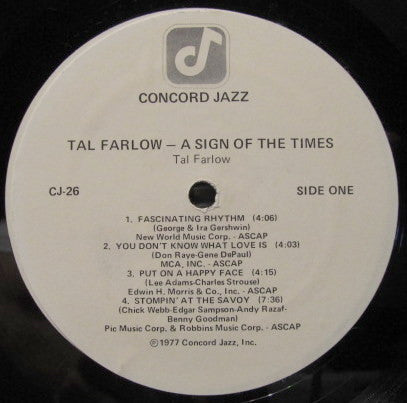 CONCORD JAZZ
TAL FARLOW – A SIGN OF THE TIMES
Tal Farlow
CJ-26
SIDE ONE
1. FASCINATING RHYTHM (4:06)
(George & Ira Gershwin)
New World Music Corp. - ASCAP
2. YOU DON'T KNOW WHAT LOVE IS (4:03)
(Don Raye-Gene DePaul)
MCA, INC. - ASCAP
3. PUT ON A HAPPY FACE (4:15)
(Lee Adams-Charles Strouse)
Edwin H. Morris & Co., Inc. - ASCAP
4. STOMPIN' AT THE SAVOY (7:36)
(Chick Webb-Edgar Sampson-Andy Razaf-
Benny Goodman)
Pic Music Corp. & Robbins Music Corp. - ASCAP
©1977 Concord Jazz, Inc.